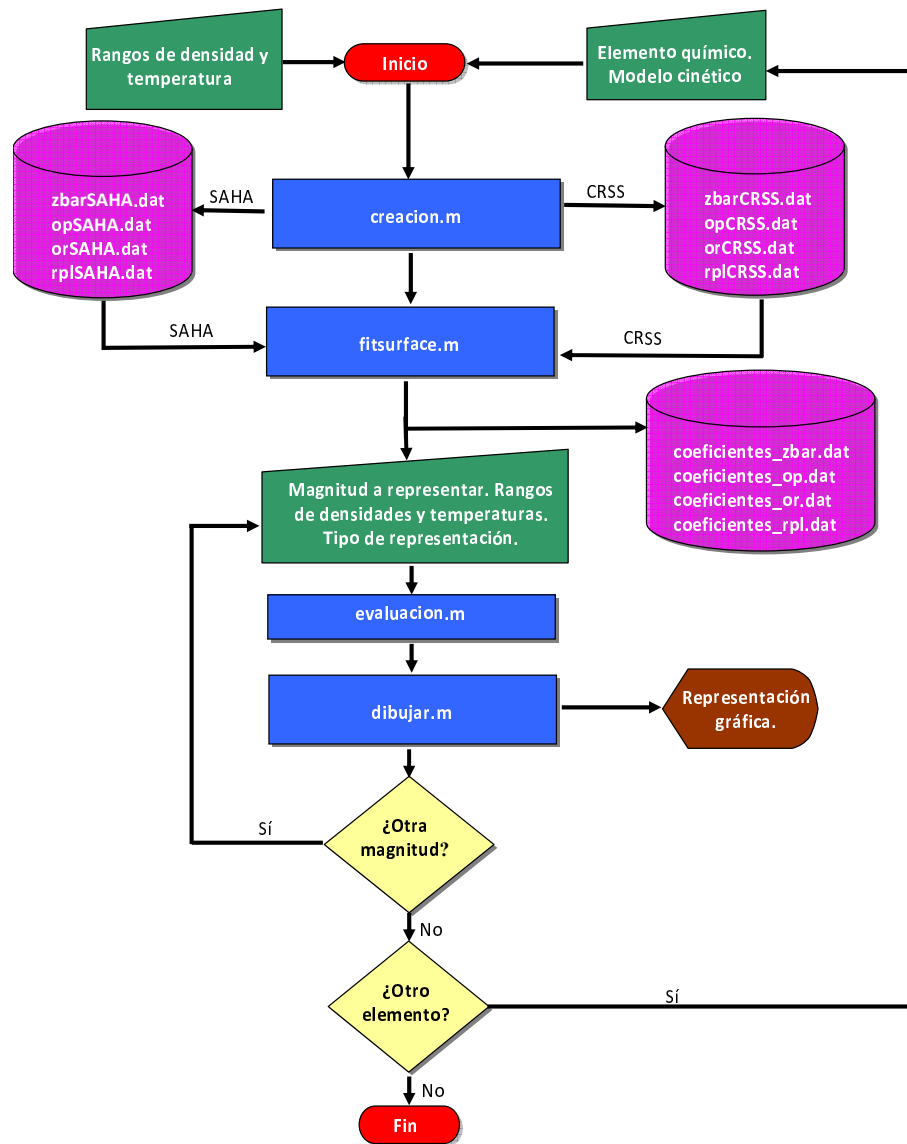 Rangos de densidad y
temperatura
Inicio
Elemento químico.
Modelo cinético
zbarSAHA.dat
opSAHA.dat
orSAHA.dat
rplSAHA.dat
SAHA
creacion.m
CRSS
zbarCRSS.dat
opCRSS.dat
orCRSS.dat
rplCRSS.dat
SAHA
fitsurface.m
CRSS
coeficientes_zbar.dat
coeficientes_op.dat
coeficientes_or.dat
coeficientes_rpl.dat
Magnitud a representar. Rangos
de densidades y temperaturas.
Tipo de representación.
evaluacion.m
dibujar.m
Representación
gráfica.
¿Otra
magnitud?
Sí
No
¿Otro
elemento?
Sí
No
Fin